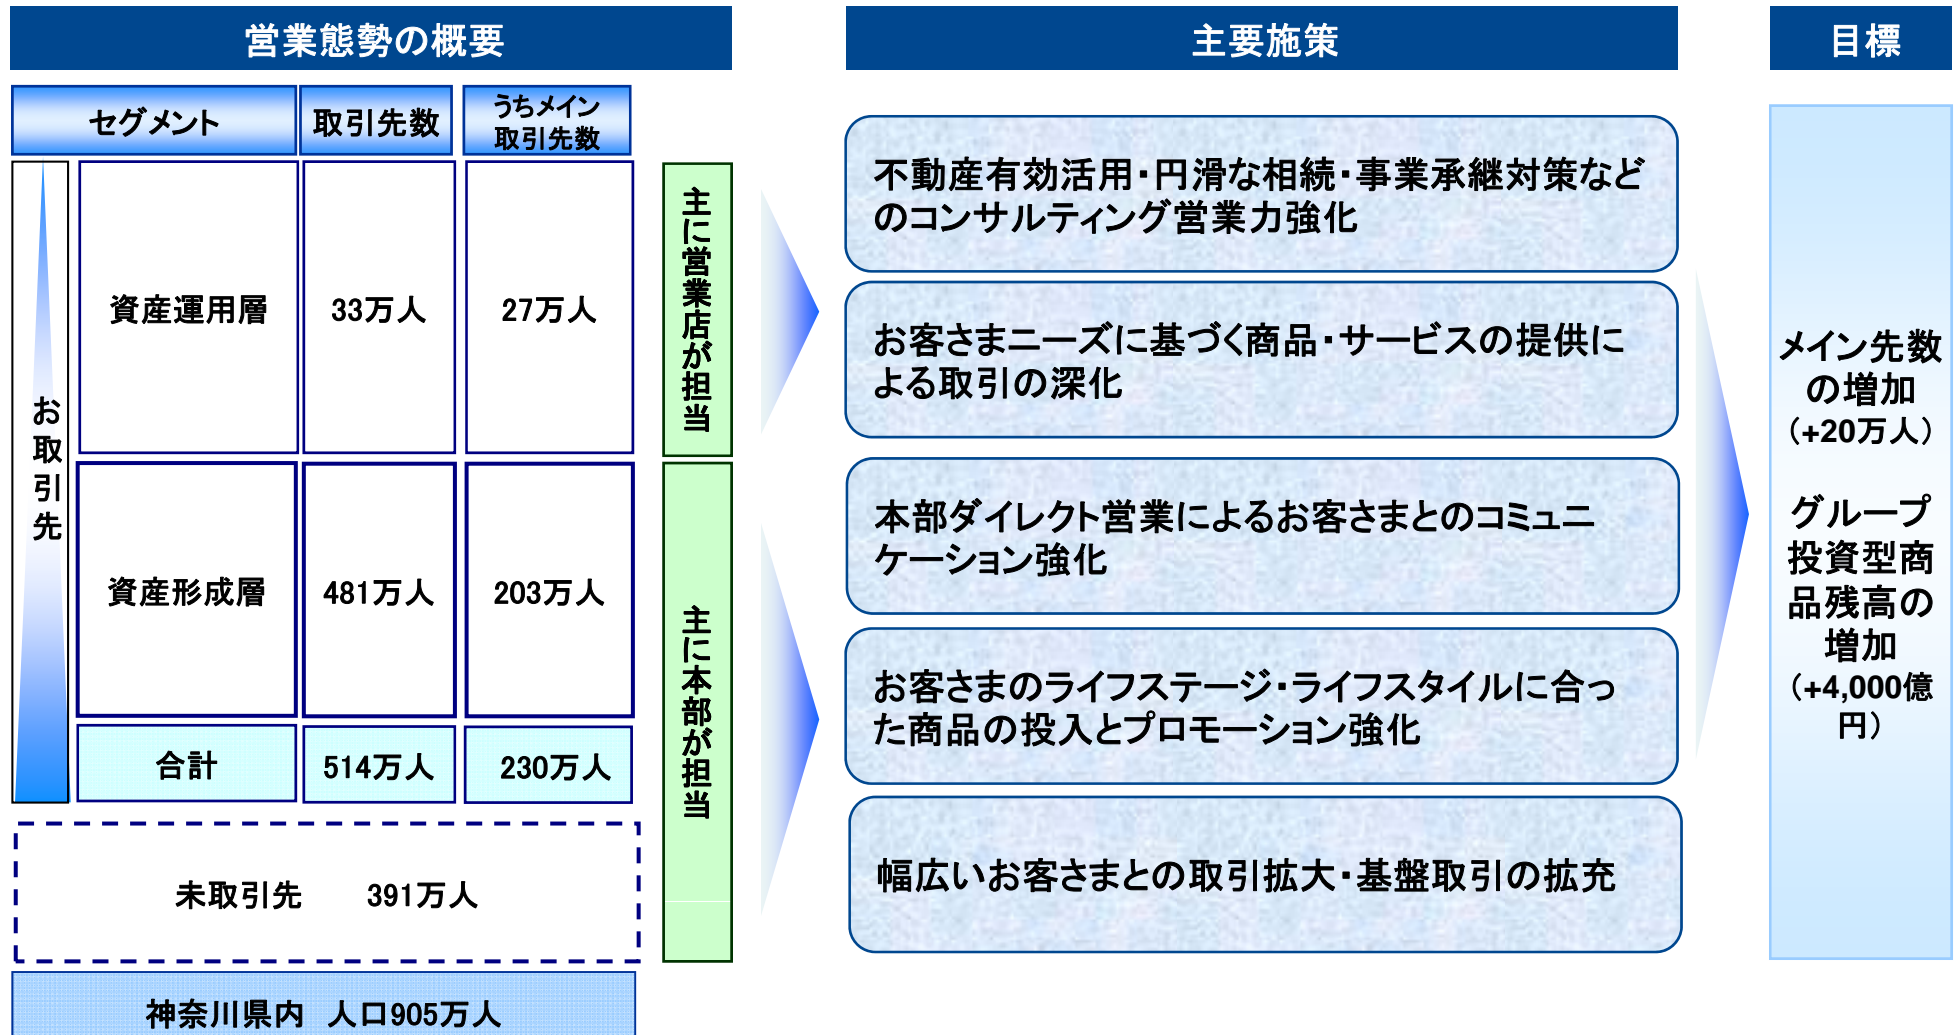 営業態勢の概要
セグメント
取引先数
うちメイン
取引先数
お取引先
資産運用層
33万人
27万人
資産形成層
481万人
203万人
合計
514万人
230万人
未取引先 391万人
神奈川県内 人口905万人
主に営業店が担当
主に本部が担当
主要施策
不動産有効活用・円滑な相続・事業承継対策など
のコンサルティング営業力強化
お客さまニーズに基づく商品・サービスの提供に
よる取引の深化
本部ダイレクト営業によるお客さまとのコミュニ
ケーション強化
お客さまのライフステージ・ライフスタイルに合っ
た商品の投入とプロモーション強化
幅広いお客さまとの取引拡大・基盤取引の拡充
目標
メイン先数
の増加
（+20万人）
グループ
投資型商
品残高の
増加
（+4,000億
円）